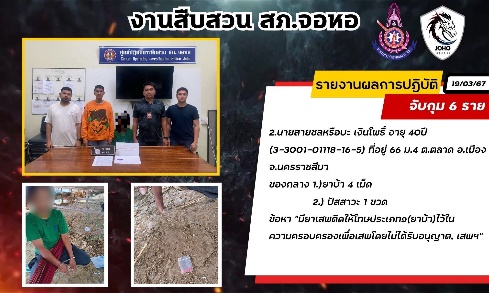 งานสืบสวน สภ.จอหอ
JOHO
รายงานผลการปฏิบัติ
19/03/67
จับกุม 6 ราย
2.นายสายชลหรือบะ เงินโพธิ์ อายุ 40ปี
(3-3001-01118-16-5) ที่อยู่ 66 ม.4 ต.ตลาด อ.เมือง
จ.นครราชสีมา
ของกลาง 1.)ยาบ้า 4 เม็ด
2.) ปัสสาวะ 1 ขวด
ข้อหา "มียาเสพติดให้โทษประเภท๑(ยาบ้า)ไว้ใน
ความครอบครองเพื่อเสพโดยไม่ได้รับอนุญาต, เสพฯ"